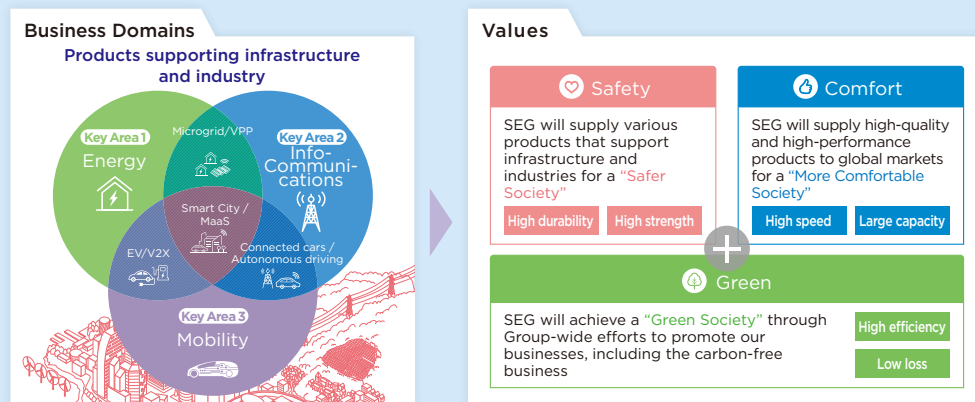 Business Domains
Products supporting infrastructure
and industry
Key Area 1
Energy
Microgrid/VPP
Key Area 2
Info-
Communi-
cations
Smart City /
MaaS
EV/V2X
Connected cars /
Autonomous driving
Key Area 3
Mobility
Values
Safety
SEG will supply various
products that support
infrastructure and
industries for a “Safer
Society”
High durability
High strength
Comfort
SEG will supply high-quality
and high-performance
products to global markets
for a “More Comfortable
Society”
High speed
Large capacity
+
Green
SEG will achieve a “Green Society” through
Group-wide efforts to promote our
businesses, including the carbon-free
business
High efficiency
Low loss